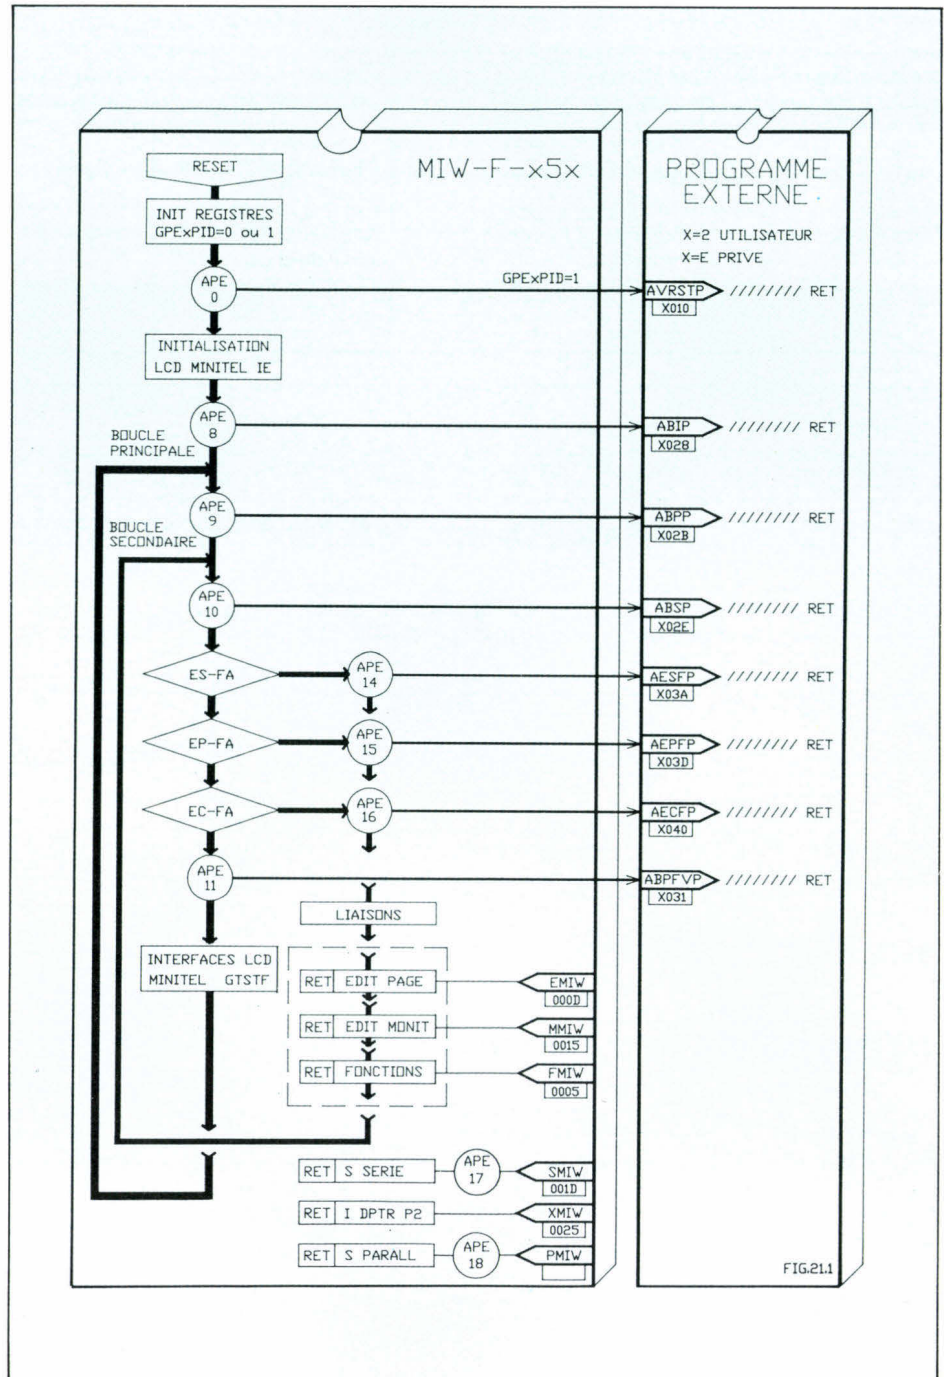 MIW-F-x5x
PROGRAMME
EXTERNE
X=2 UTILISATEUR
X=E PRIVE
RESET
INIT REGISTRES
GPExPID=0 ou 1
APE
0
GPExPID=1
AVRSTP
//////// RET
X010
INITIALISATION
LCD MINITEL IE
APE
8
ABIP
//////// RET
X028
BOUCLE
PRINCIPALE
APE
9
ABPP
//////// RET
X02B
BOUCLE
SECONDAIRE
APE
10
ABSP
//////// RET
X02E
ES-FA
APE
14
AESFP
//////// RET
X03A
EP-FA
APE
15
AEPFP
//////// RET
X03D
EC-FA
APE
16
AECFP
//////// RET
X040
APE
11
ABPFVP
//////// RET
X031
LIAISONS
INTERFACES LCD
MINITEL GTSTF
RET EDIT PAGE
EMIW
000D
RET EDIT MONIT
MMIW
0015
RET FONCTIONS
FMIW
0005
RET S SERIE
APE
17
SMIW
001D
RET I DPTR P2
XMIW
0025
RET S PARALL
APE
18
PMIW
FIG.21.1